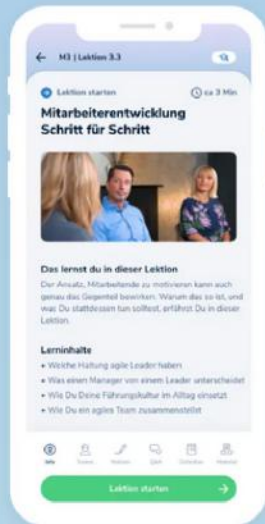 M3 | Lektion 3.3
Lektion starten
ca 3 Min
Mitarbeiterentwicklung
Schritt für Schritt
Das lernst du in dieser Lektion
Der Ansatz, Mitarbeitende zu motivieren kann auch
genau das Gegenteil bewirken. Warum das so ist, und
was Du stattdessen tun solltest, erfährst Du in dieser
Lektion.
Lerninhalte
• Welche Haltung agile Leader haben
• Was einen Manager von einem Leader unterscheidet
• Wie Du Deine Führungskultur im Alltag einsetzt
• Wie Du ein agiles Team zusammenstellst
Info
Lektion starten